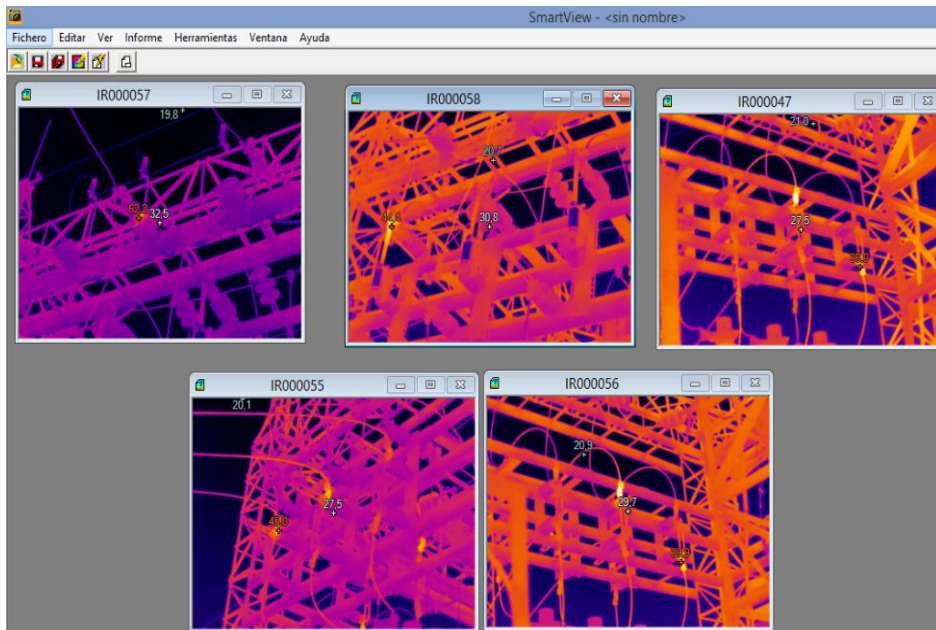 SmartView - <sin nombre>
Fichero Editar Ver Informe Herramientas Ventana Ayuda
IR000057
19,8
62,2
32,5
IR000058
20,7
30,8
IR000047
21,0
27,5
IR000055
20,1
27,5
IR000056
20,9
29,7